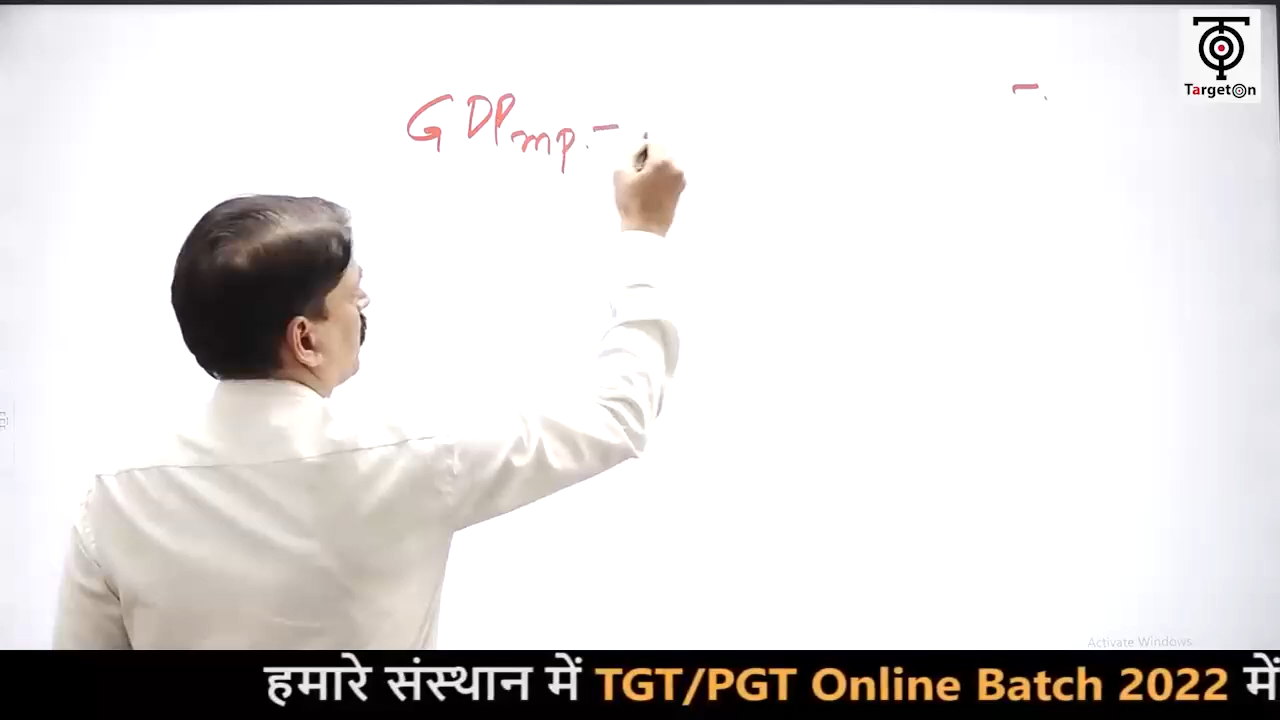 TargetOn
GDPmp. -
Activate Windows
हमारे संस्थान में TGT/PGT Online Batch 2022 में